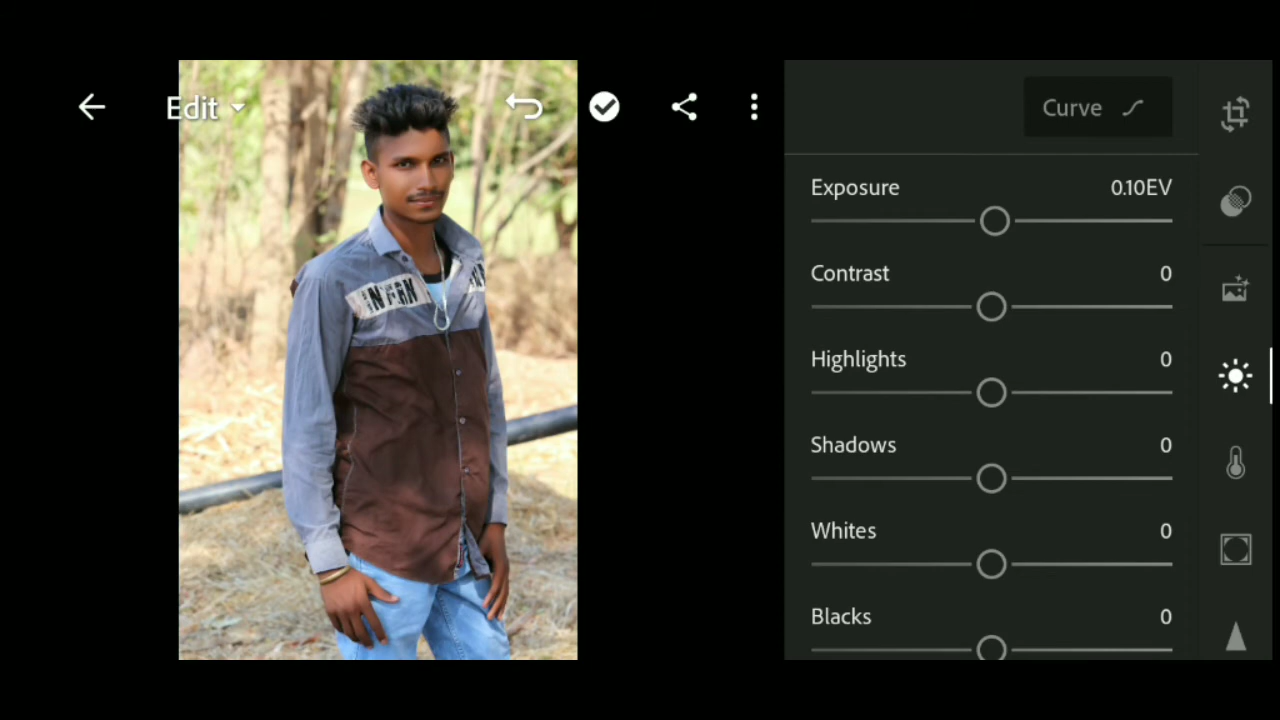 Edit
Curve
Exposure 0.10EV
Contrast 0
Highlights 0
Shadows 0
Whites 0
Blacks 0